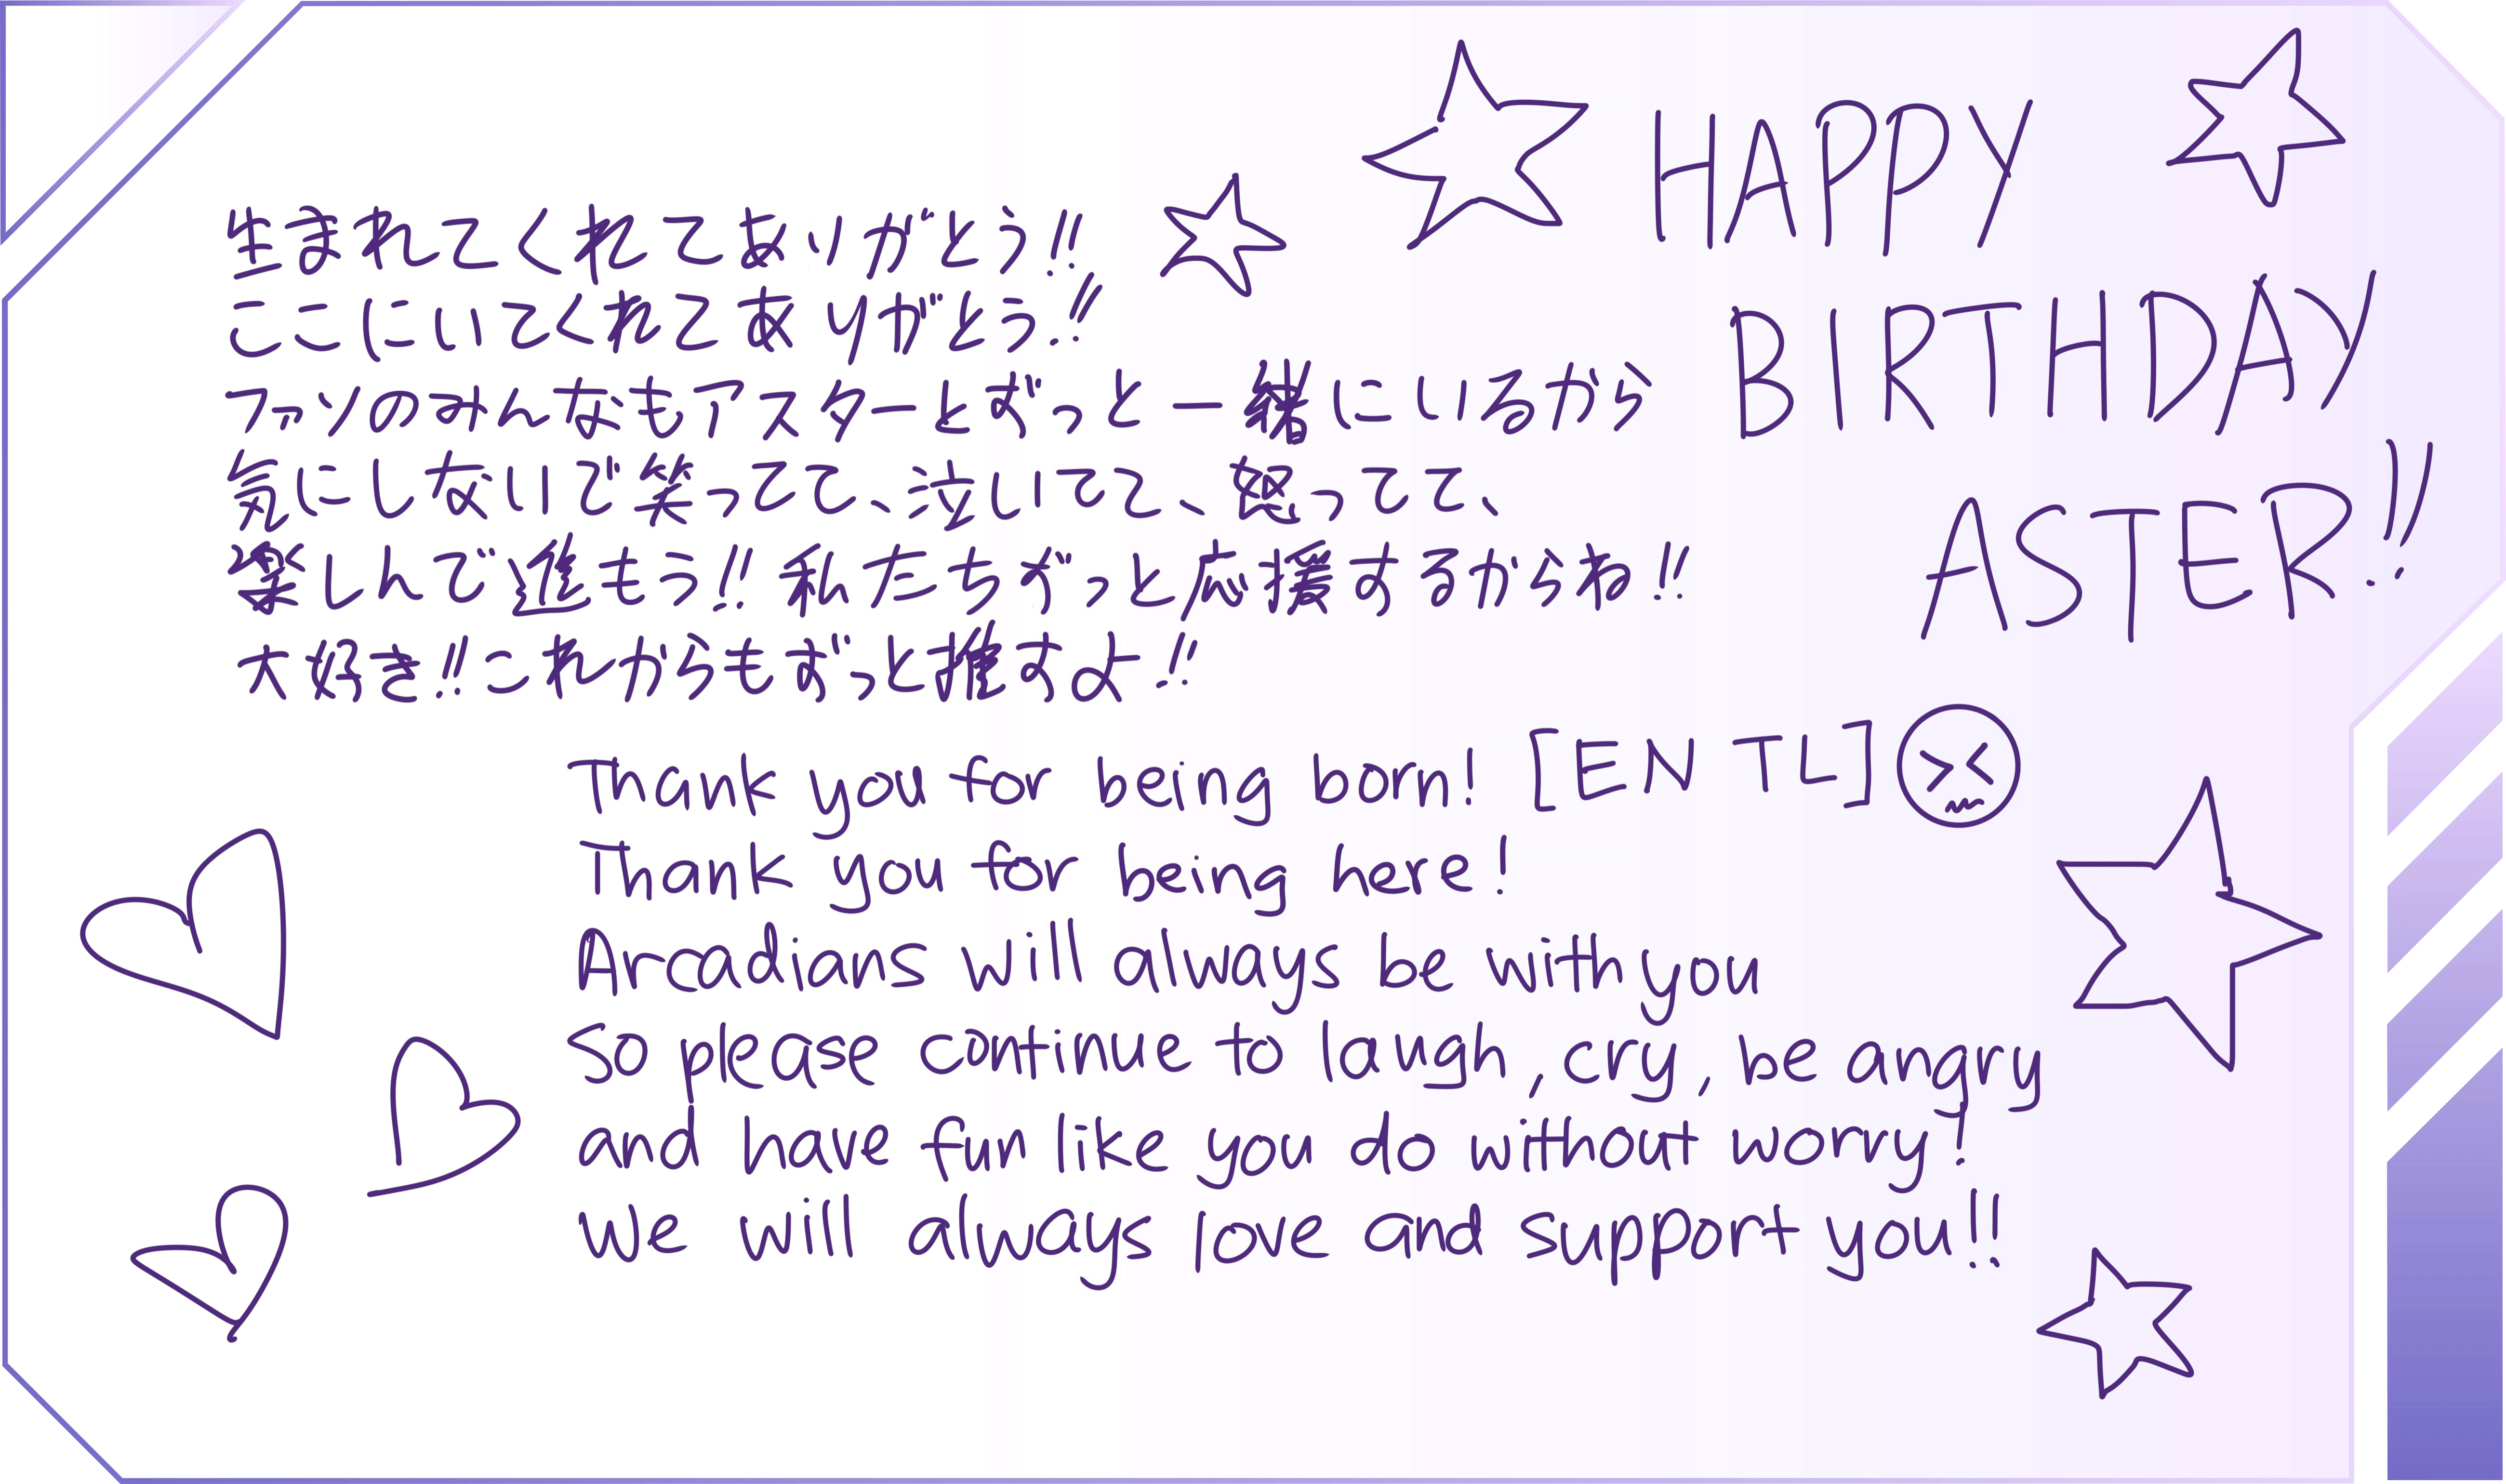 生まれてくれてありがとう!!
ここにいてくれてありがとう!!
ファンのみんなもアスターとずっと一緒にいるから
気にしないで笑ってて、泣いてて、怒ってて、
楽しんで進もう!! 私たちずっと応援するからね!!
大好き!!これからもずっと推すよ!!
HAPPY
BIRTHDAY
ASTER!!
Thank you for being born! [EN TL]
Thank you for being here!
Arcadians will always be with you
So please continue to laugh, cry, be angry
and have fun like you do without worry!
We will always love and support you!!